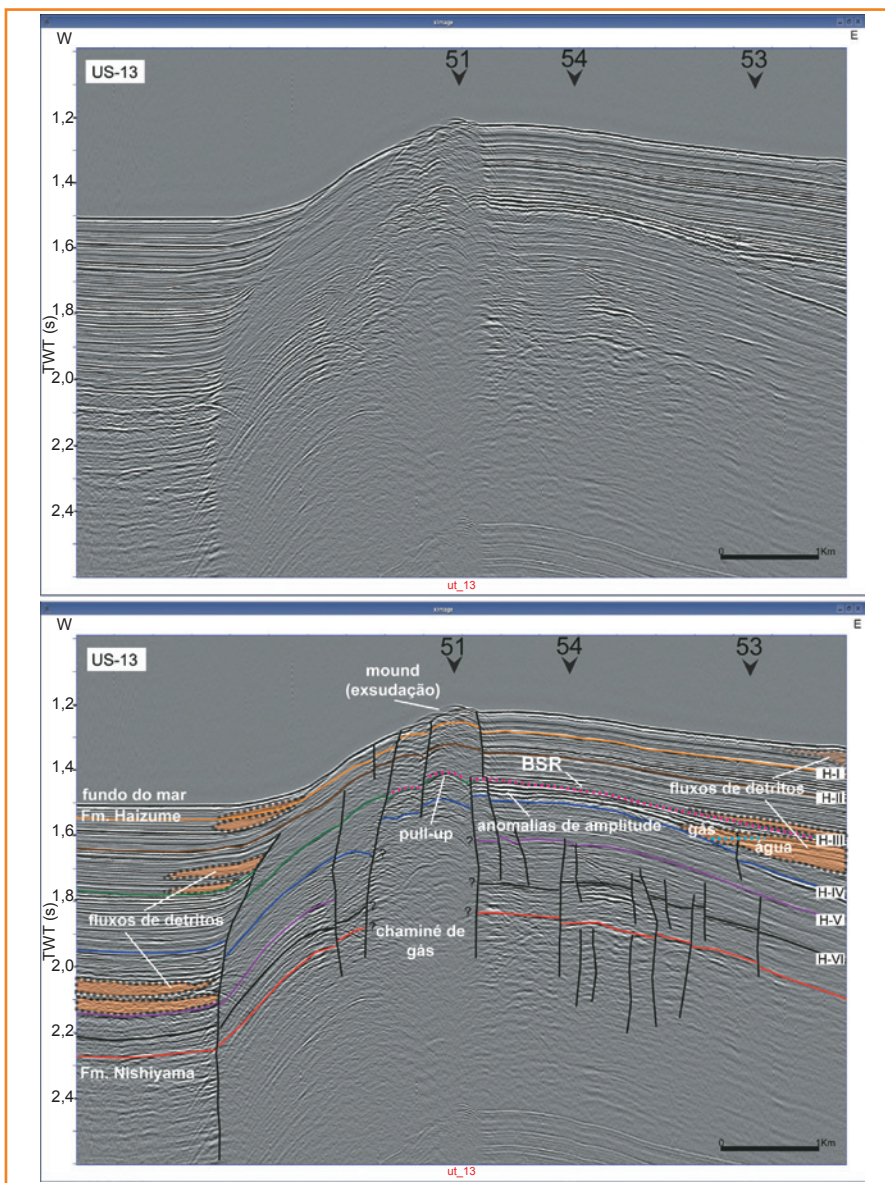 ximage
W
E
US-13
51
54
53
1,2
1,4
1,6
1,8
2,0
2,2
2,4
TWT (s)
0
1Km
ut_13
ximage
W
E
US-13
51
54
53
mound
(exsudação)
1,2
1,4
1,6
1,8
2,0
2,2
2,4
TWT (s)
fundo do mar
Fm. Haizume
BSR
H-I
fluxos de detritos
H-II
pull-up
anomalias de amplitude
gás
H-III
água
fluxos de detritos
?
?
?
?
?
chaminé de
gás
H-IV
H-V
H-VI
Fm. Nishiyama
0
1Km
ut_13